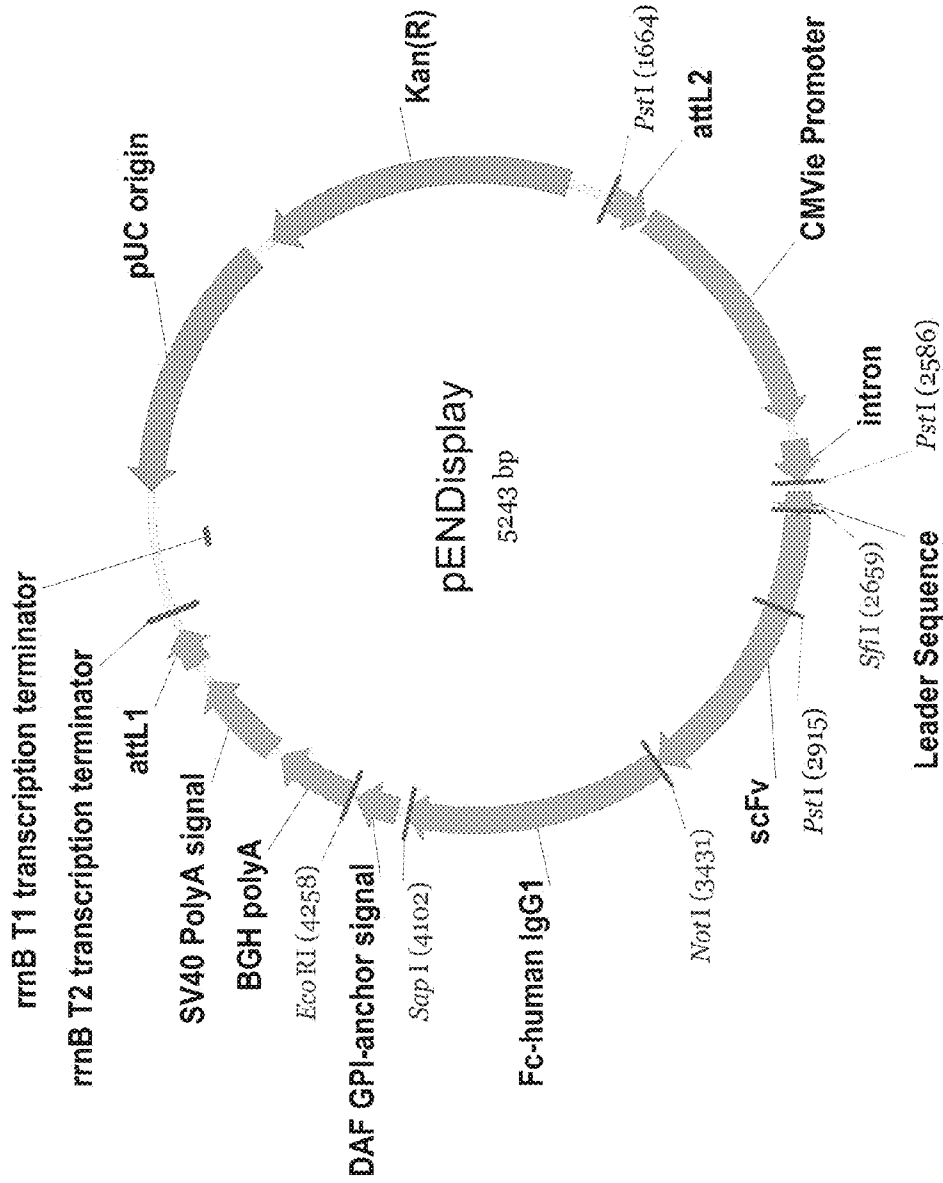 rrnB T1 transcription terminator
rrnB T2 transcription terminator
attL1
SV40 PolyA signal
BGH polyA
EcoRI (4258)
DAF GPI-anchor signal
SapI (4102)
Fc-human IgG1
NotI (3431)
scFv
PstI (2915)
SfiI (2659)
Leader Sequence
PstI (2586)
intron
CMVie Promoter
attL2
PstI (1664)
Kan(R)
pUC origin
pENDisplay
5243 bp